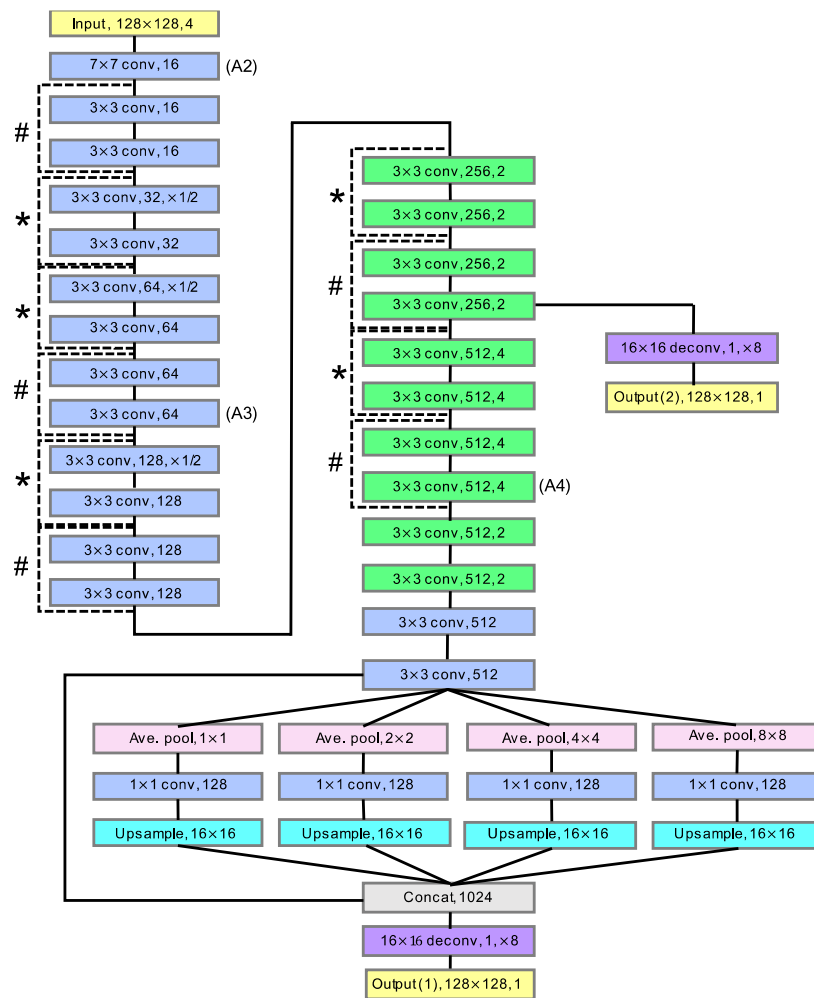 Input, 128×128, 4
7×7 conv, 16
(A2)
3×3 conv, 16
#
3×3 conv, 16
3×3 conv, 32, ×1/2
*
3×3 conv, 32
3×3 conv, 64, ×1/2
*
3×3 conv, 64
3×3 conv, 64
#
3×3 conv, 64
(A3)
3×3 conv, 128, ×1/2
*
3×3 conv, 128
3×3 conv, 128
#
3×3 conv, 128
3×3 conv, 256, 2
*
3×3 conv, 256, 2
3×3 conv, 256, 2
#
3×3 conv, 256, 2
3×3 conv, 512, 4
*
3×3 conv, 512, 4
3×3 conv, 512, 4
#
3×3 conv, 512, 4
(A4)
3×3 conv, 512, 2
3×3 conv, 512, 2
3×3 conv, 512
3×3 conv, 512
16×16 deconv, 1, ×8
Output(2), 128×128, 1
Ave. pool, 1×1
Ave. pool, 2×2
Ave. pool, 4×4
Ave. pool, 8×8
1×1 conv, 128
1×1 conv, 128
1×1 conv, 128
1×1 conv, 128
Upsample, 16×16
Upsample, 16×16
Upsample, 16×16
Upsample, 16×16
Concat, 1024
16×16 deconv, 1, ×8
Output(1), 128×128, 1